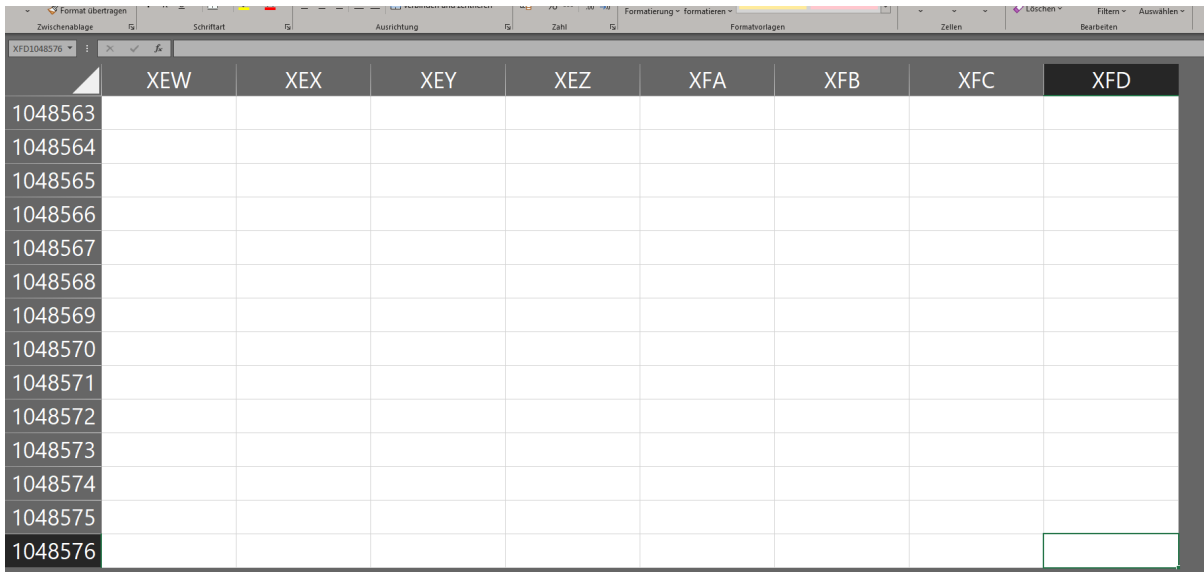 Format übertragen
Formatierung formatieren
Löschen
Filtern Auswählen
Zwischenablage Schriftart Ausrichtung Zahl Formatvorlagen Zellen Bearbeiten
XFD1048576 fx
XEW XEX XEY XEZ XFA XFB XFC XFD
1048563
1048564
1048565
1048566
1048567
1048568
1048569
1048570
1048571
1048572
1048573
1048574
1048575
1048576